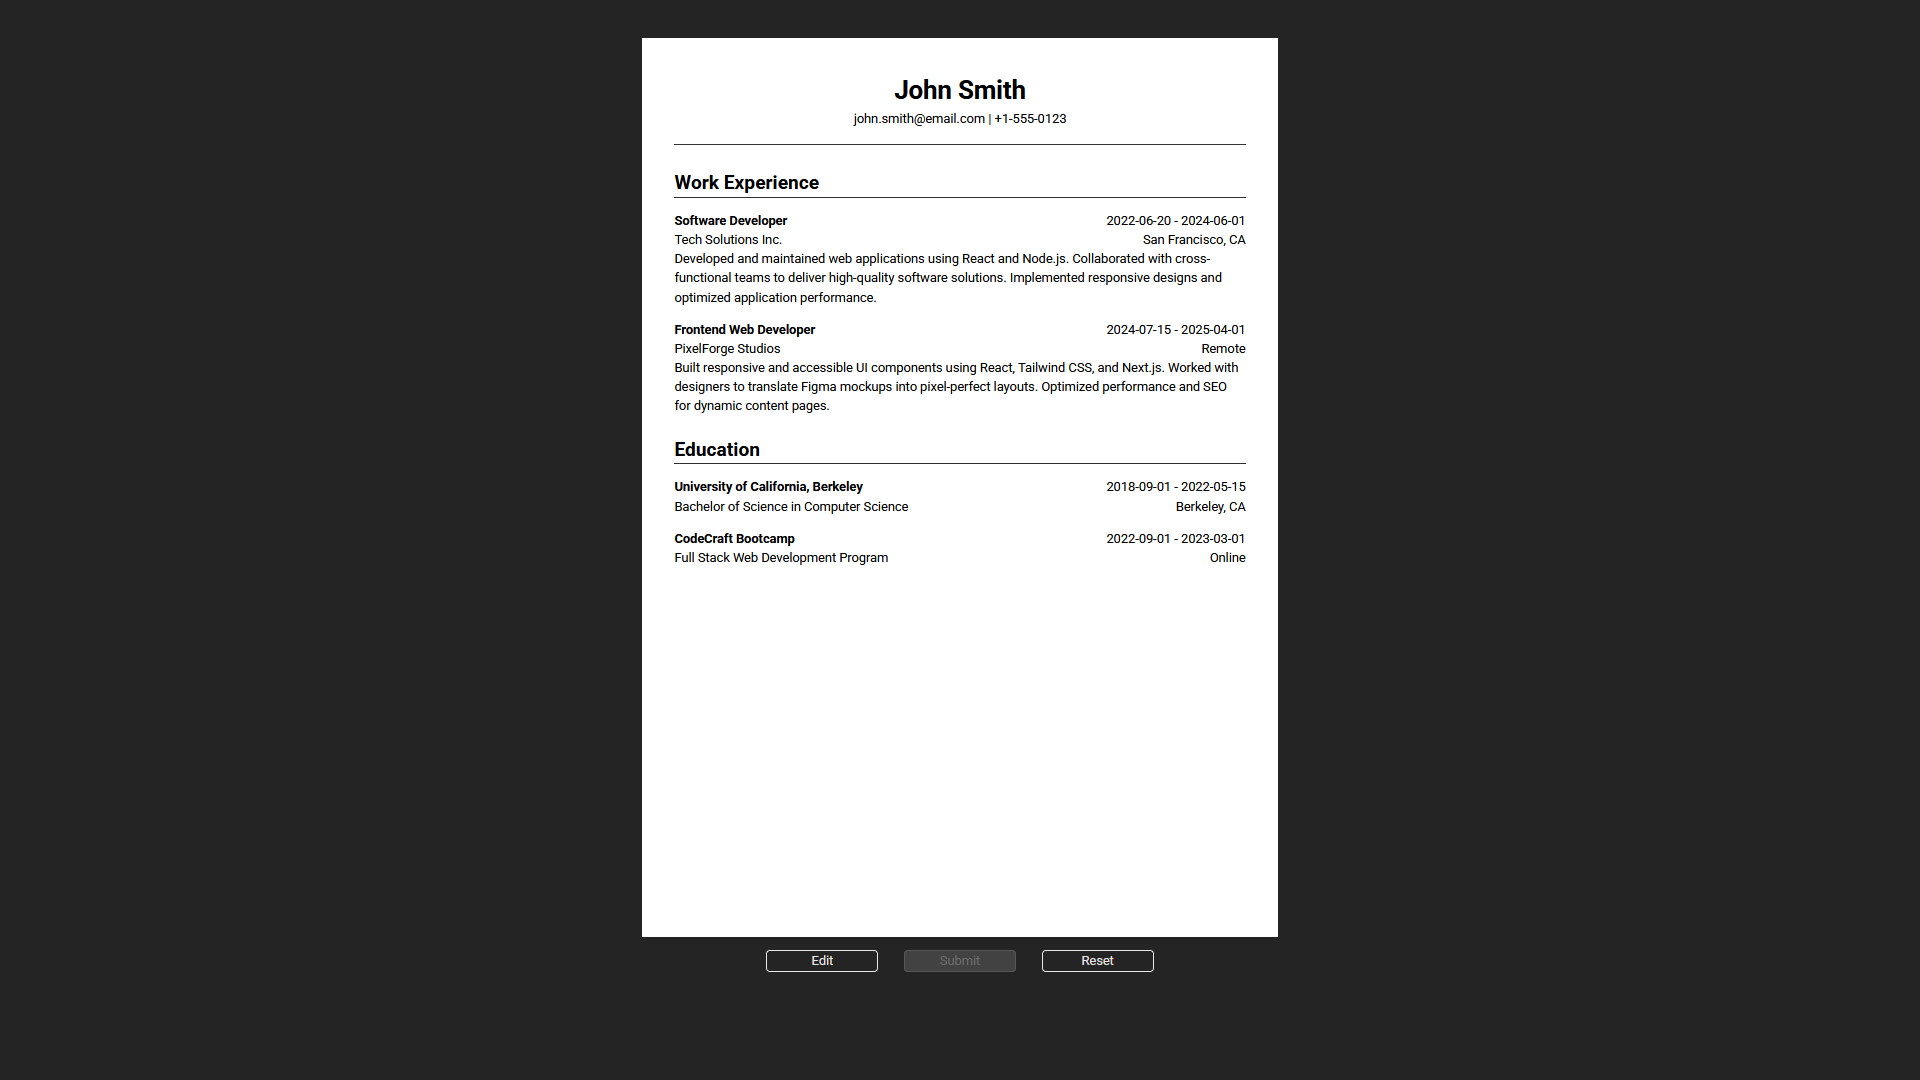 John Smith
john.smith@email.com | +1-555-0123
Work Experience
Software Developer 2022-06-20 - 2024-06-01
Tech Solutions Inc. San Francisco, CA
Developed and maintained web applications using React and Node.js. Collaborated with cross-
functional teams to deliver high-quality software solutions. Implemented responsive designs and
optimized application performance.
Frontend Web Developer 2024-07-15 - 2025-04-01
PixelForge Studios Remote
Built responsive and accessible UI components using React, Tailwind CSS, and Next.js. Worked with
designers to translate Figma mockups into pixel-perfect layouts. Optimized performance and SEO
for dynamic content pages.
Education
University of California, Berkeley 2018-09-01 - 2022-05-15
Bachelor of Science in Computer Science Berkeley, CA
CodeCraft Bootcamp 2022-09-01 - 2023-03-01
Full Stack Web Development Program Online
Edit Submit Reset